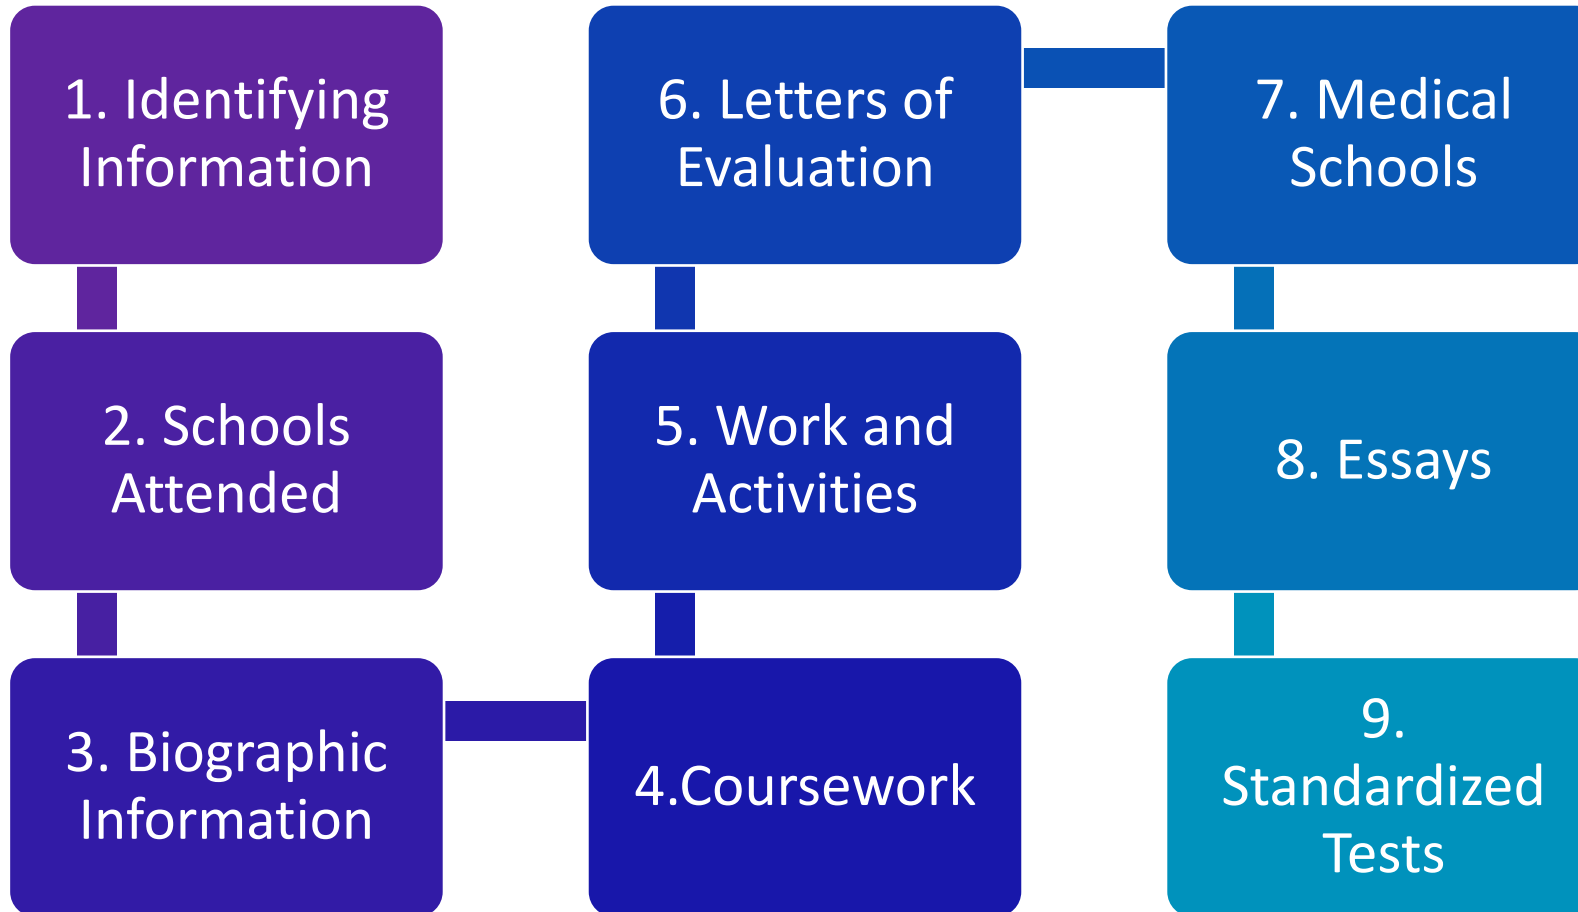 1. Identifying
Information
2. Schools
Attended
3. Biographic
Information
4.Coursework
5. Work and
Activities
6. Letters of
Evaluation
7. Medical
Schools
8. Essays
9.
Standardized
Tests